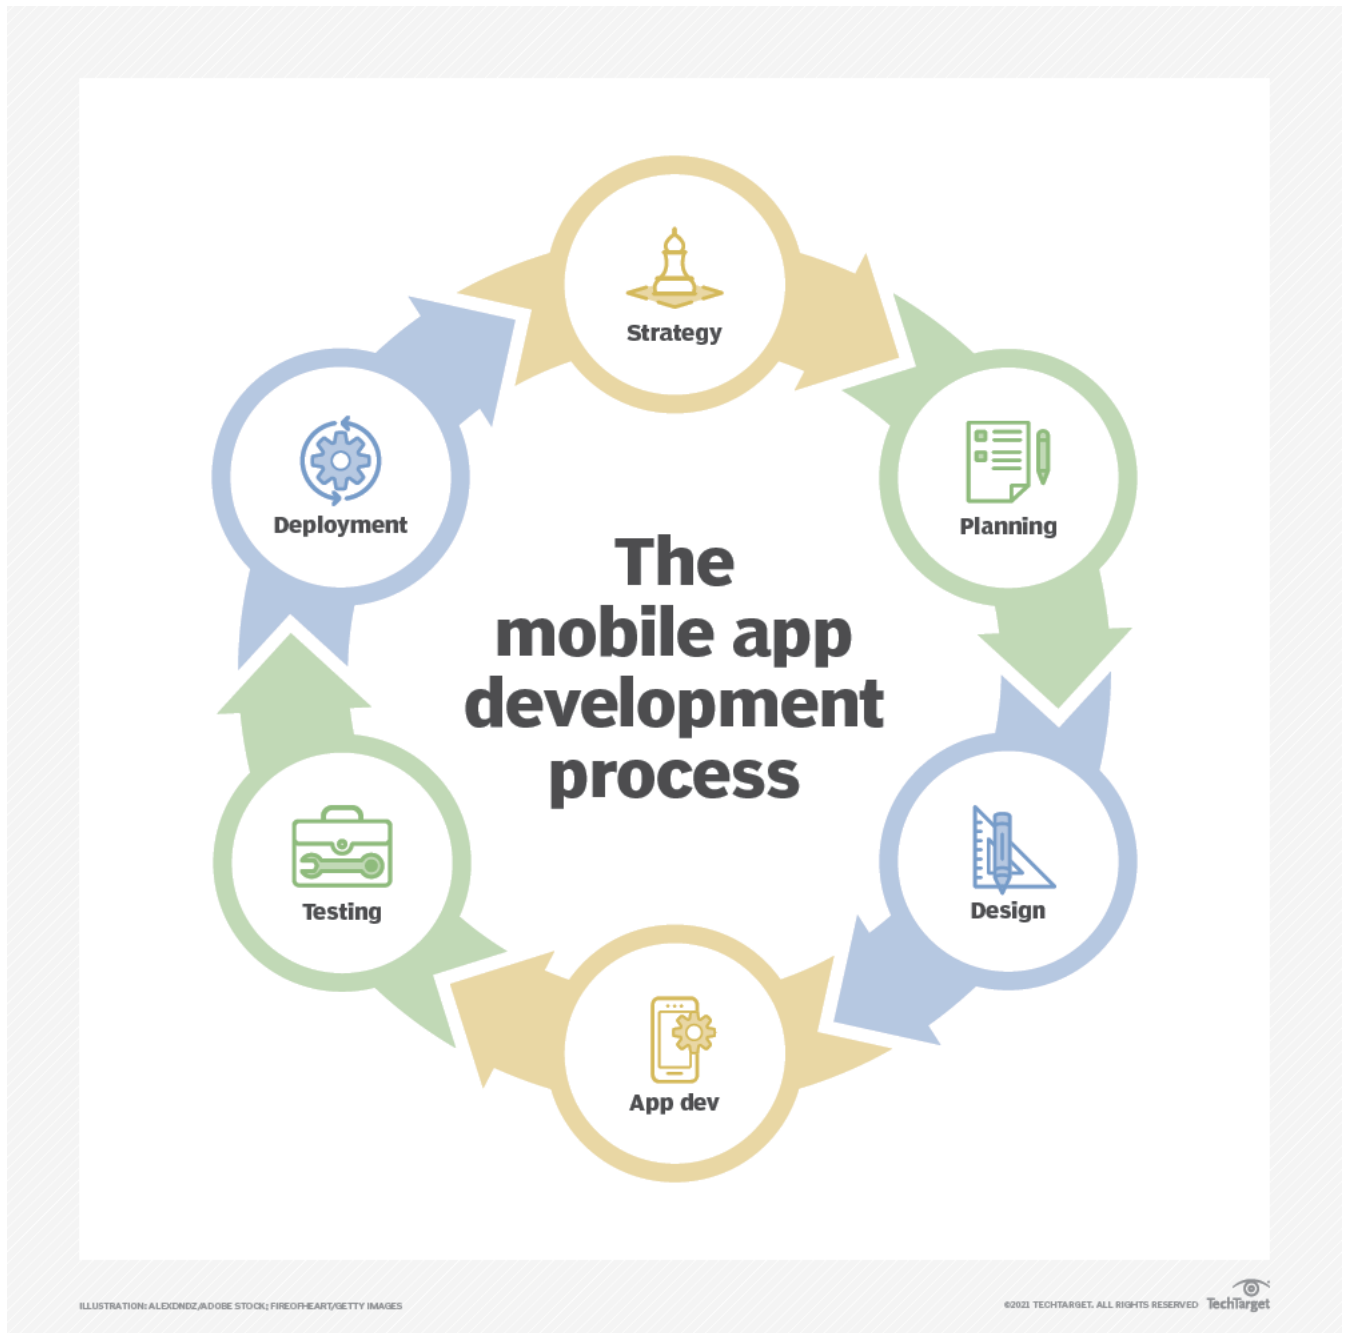 The
mobile app
development
process
Strategy
Planning
Design
App dev
Testing
Deployment
ILLUSTRATION: ALEXDNDZ/ADOBE STOCK; FIREOFHEART/GETTY IMAGES
©2021 TECHTARGET. ALL RIGHTS RESERVED TechTarget